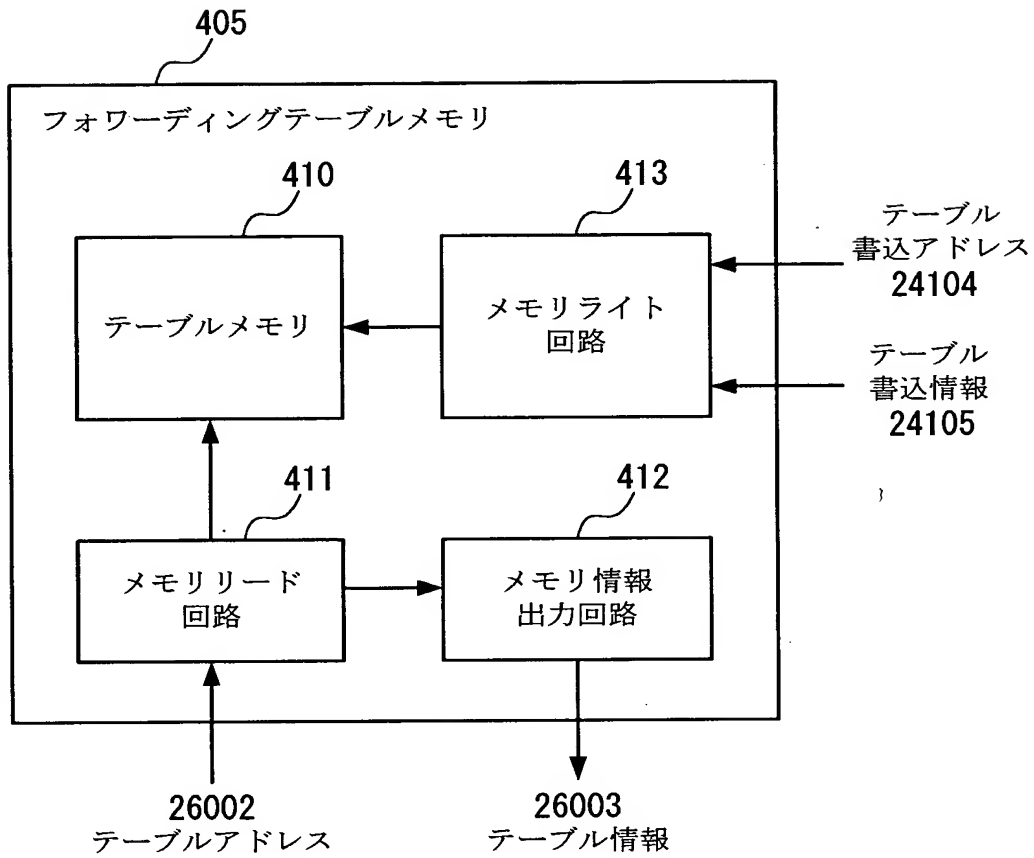 405
フォワーディングテーブルメモリ
410
413
テーブルメモリ
メモリライト
回路
テーブル
書込アドレス
24104
テーブル
書込情報
24105
411
412
メモリリード
回路
メモリ情報
出力回路
26002
テーブルアドレス
26003
テーブル情報